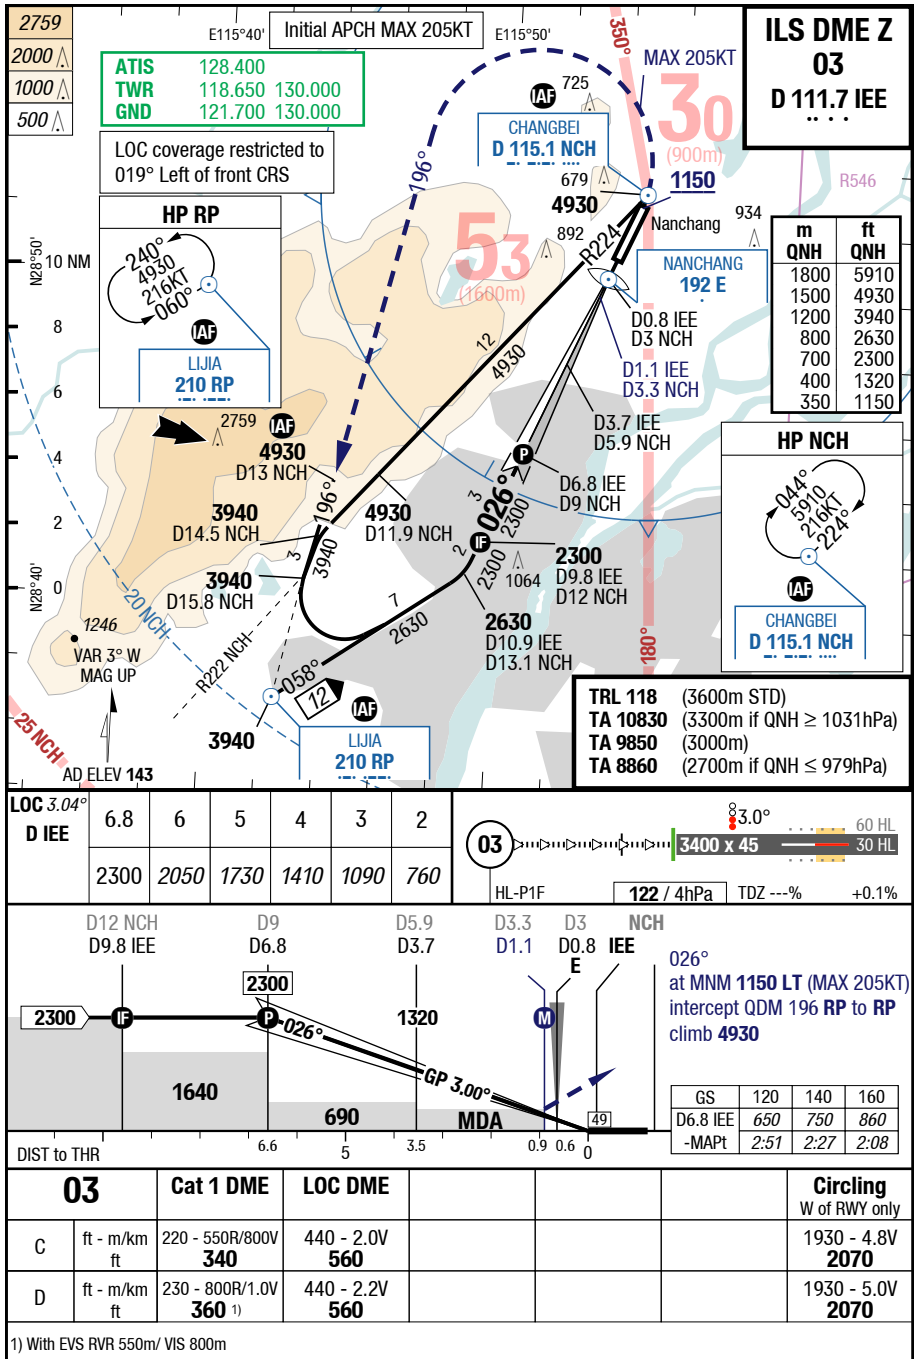 2759
2000
1000
500
E115°40'
Initial APCH MAX 205KT
E115°50'
350°
MAX 205KT
ILS DME Z
03
D 111.7 IEE
ATIS 128.400
TWR 118.650 130.000
GND 121.700 130.000
LOC coverage restricted to
019° Left of front CRS
IAF
725
CHANGBEI
D 115.1 NCH
30
(900m)
R546
196°
679
4930
1150
HP RP
240°
4930
216KT
060°
IAF
LIJIA
210 RP
N28°50'
10 NM
8
6
4
2
0
N28°40'
53
(1600m)
892
R224
Nanchang
934
NANCHANG
192 E
m ft
QNH QNH
1800 5910
1500 4930
1200 3940
800 2630
700 2300
400 1320
350 1150
D0.8 IEE
D3 NCH
D1.1 IEE
D3.3 NCH
12
4930
D3.7 IEE
D5.9 NCH
2759
IAF
4930
D13 NCH
P
D6.8 IEE
D9 NCH
HP NCH
044°
5910
216KT
224°
IAF
CHANGBEI
D 115.1 NCH
196°
3940
D14.5 NCH
4930
D11.9 NCH
3
026°
2300
3
3940
3940
D15.8 NCH
2
2300
IF
1064
2300
D9.8 IEE
D12 NCH
7
2630
2630
D10.9 IEE
D13.1 NCH
20 NCH
1246
VAR 3° W
MAG UP
R222 NCH
058°
12
IAF
LIJIA
210 RP
3940
180°
25 NCH
AD ELEV 143
TRL 118 (3600m STD)
TA 10830 (3300m if QNH ≥ 1031hPa)
TA 9850 (3000m)
TA 8860 (2700m if QNH ≤ 979hPa)
LOC 3.04°
D IEE
6.8 6 5 4 3 2
2300 2050 1730 1410 1090 760
03
3.0°
3400 x 45
60 HL
30 HL
HL-P1F
122 / 4hPa
TDZ ---%
+0.1%
D12 NCH D9 D5.9 D3.3 D3 NCH
D9.8 IEE D6.8 D3.7 D1.1 D0.8 IEE
E
2300
IF
2300
P
026°
1320
M
GP 3.00°
1640
690
MDA
49
026°
at MNM 1150 LT (MAX 205KT)
intercept QDM 196 RP to RP
climb 4930
GS 120 140 160
D6.8 IEE 650 750 860
-MAPt 2:51 2:27 2:08
DIST to THR
6.6 5 3.5 0.9 0.6 0
03 Cat 1 DME LOC DME Circling
W of RWY only
C ft - m/km 220 - 550R/800V 440 - 2.0V 1930 - 4.8V
ft 340 560 2070
D ft - m/km 230 - 800R/1.0V 440 - 2.2V 1930 - 5.0V
ft 360 1) 560 2070
1) With EVS RVR 550m/ VIS 800m